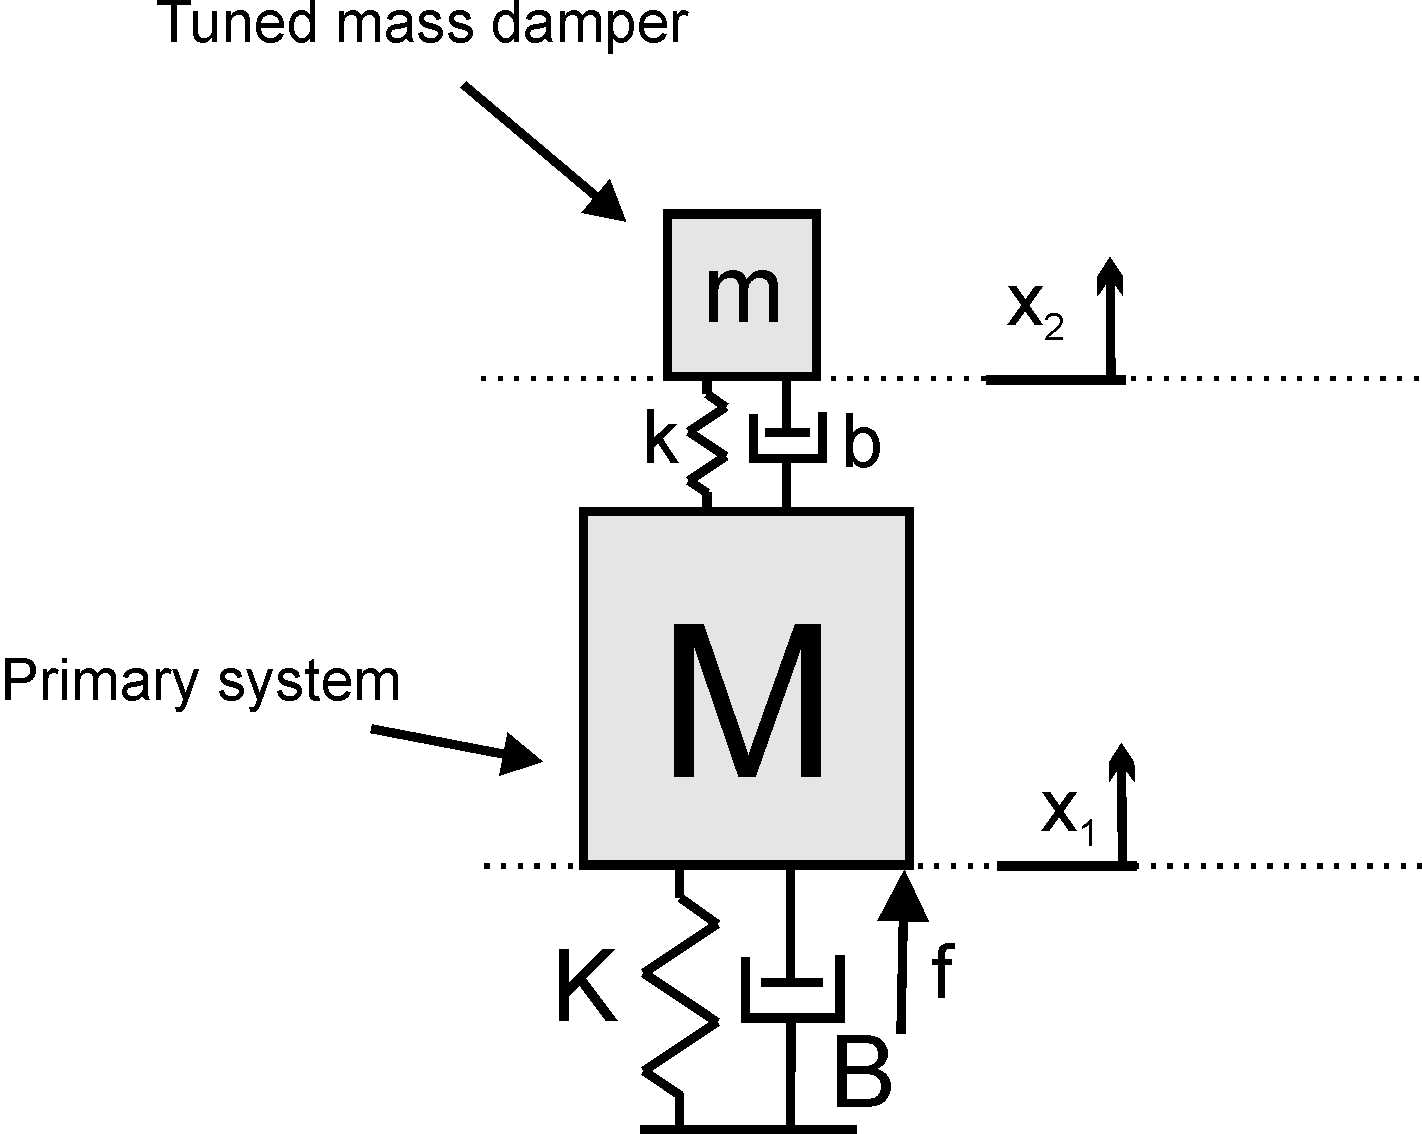 Tuned mass damper
m
x₂
k
b
M
Primary system
x₁
K
f
B